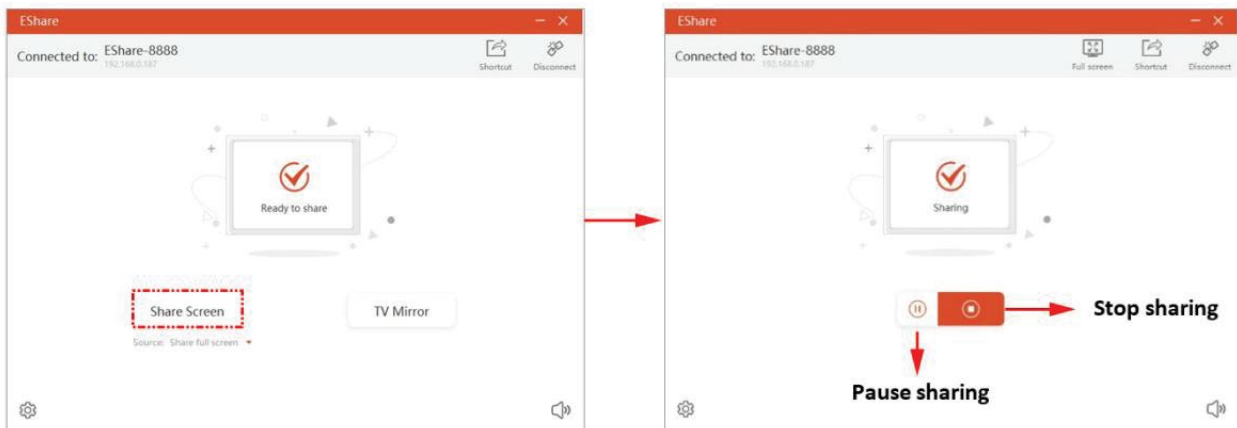 EShare
Connected to: EShare-8888
192.168.0.187
Shortcut
Disconnect
Ready to share
Share Screen
TV Mirror
Source: Share full screen
EShare
Connected to: EShare-8888
192.168.0.187
Full screen
Shortcut
Disconnect
Sharing
Stop sharing
Pause sharing